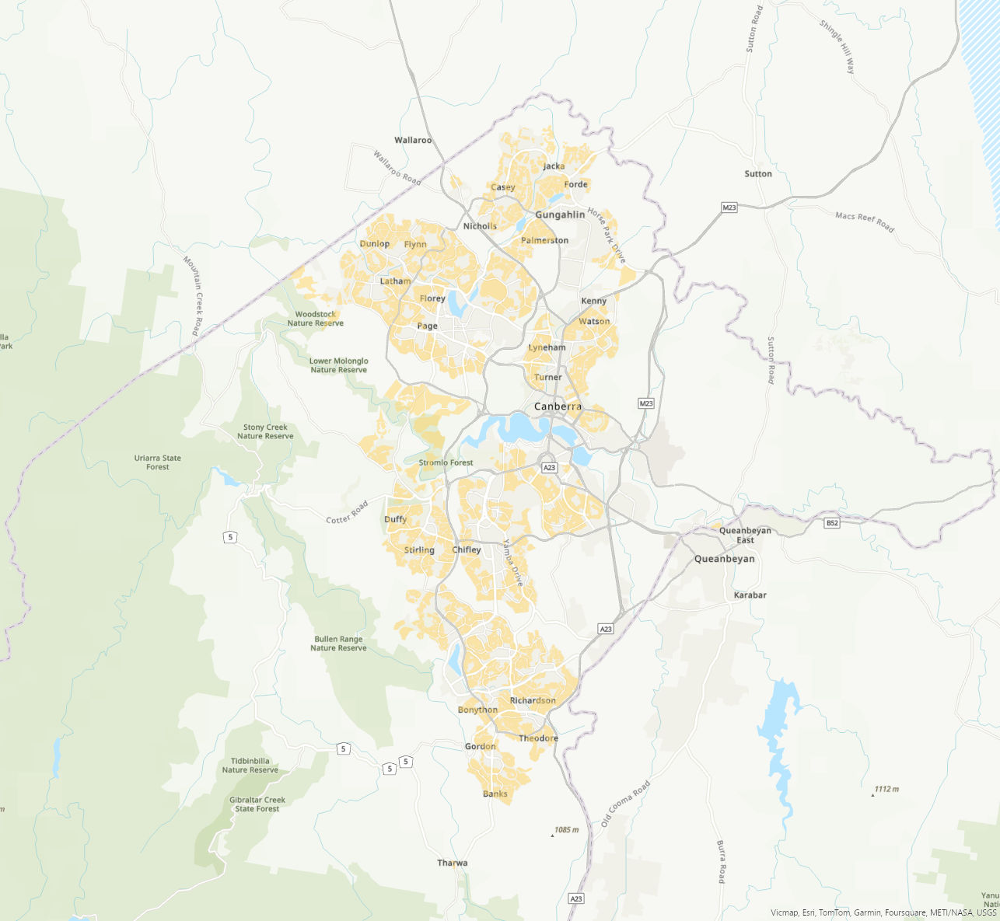 Sutton Road
Shingle Hill Way
Wallaroo
Wallaroo Road
Jacka
Sutton
Casey
Forde
M23
Gungahlin
Horse Park Drive
Macs Reef Road
Nicholls
Palmerston
Dunlop
Flynn
Mountain Creek Road
Latham
Florey
Kenny
Woodstock
Nature Reserve
Watson
Page
lla
Park
Lyneham
Sutton Road
Lower Molonglo
Nature Reserve
Turner
Canberra
M23
Stony Creek
Nature Reserve
Uriarra State
Forest
Stromlo Forest
A23
Cotter Road
Duffy
B52
Queanbeyan
East
5
Stirling
Chifley
Yamba Drive
Queanbeyan
Karabar
A23
Bullen Range
Nature Reserve
Richardson
Bonython
Theodore
Gordon
5
5
5
Tidbinbilla
Nature Reserve
Banks
1112 m
Gibraltar Creek
State Forest
Old Cooma Road
m
1085 m
Tharwa
Burra Road
A23
Yanu
Nati
Vicmap, Esri, TomTom, Garmin, Foursquare, METI/NASA, USGS